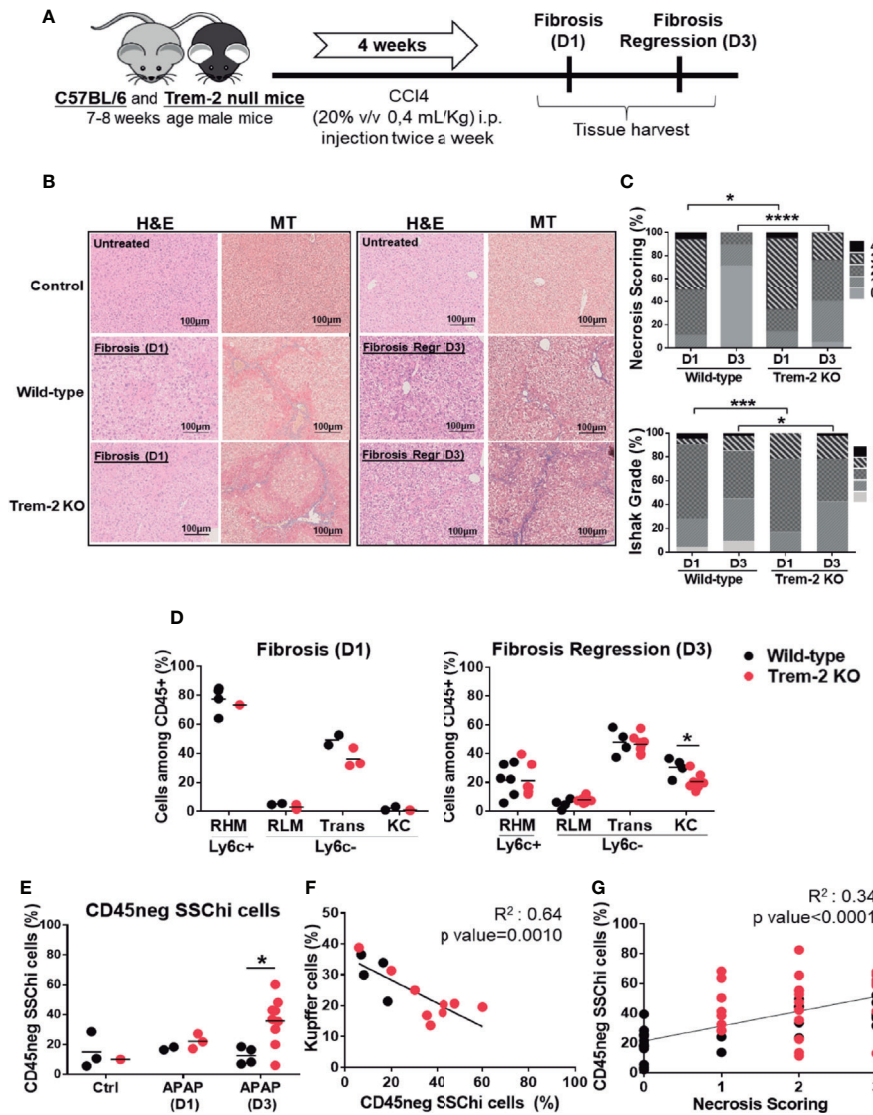 A
4 weeks
Fibrosis
(D1)
Fibrosis
Regression (D3)
C57BL/6 and Trem-2 null mice
7-8 weeks age male mice
CCl4
(20% v/v 0,4 mL/Kg) i.p.
injection twice a week
Tissue harvest
B
H&E
MT
H&E
MT
Control
Untreated
100µm
100µm
Untreated
100µm
100µm
Wild-type
Fibrosis (D1)
100µm
100µm
Fibrosis Regr D3)
100µm
100µm
Trem-2 KO
Fibrosis (D1)
100µm
100µm
Fibrosis Regr D3)
100µm
100µm
C
Necrosis Scoring (%)
100
80
60
40
20
0
*
****
D1
D3
D1
D3
Wild-type
Trem-2 KO
Ishak Grade (%)
100
80
60
40
20
0
***
*
D1
D3
D1
D3
Wild-type
Trem-2 KO
D
Fibrosis (D1)
Cells among CD45+ (%)
100
80
60
40
20
0
RHM
RLM
Trans
KC
Ly6c+
Ly6c-
Fibrosis Regression (D3)
Cells among CD45+ (%)
100
80
60
40
20
0
*
RHM
RLM
Trans
KC
Ly6c+
Ly6c-
Wild-type
Trem-2 KO
E
CD45neg SSChi cells
CD45neg SSChi cells (%)
100
80
60
40
20
0
*
Ctrl
APAP
(D1)
APAP
(D3)
F
R²: 0.64
p value=0.0010
Kupffer cells (%)
50
40
30
20
10
0
0
20
40
60
80
100
CD45neg SSChi cells (%)
G
R²: 0.34
p value<0.0001
CD45neg SSChi cells (%)
100
80
60
40
20
0
0
1
2
Necrosis Scoring